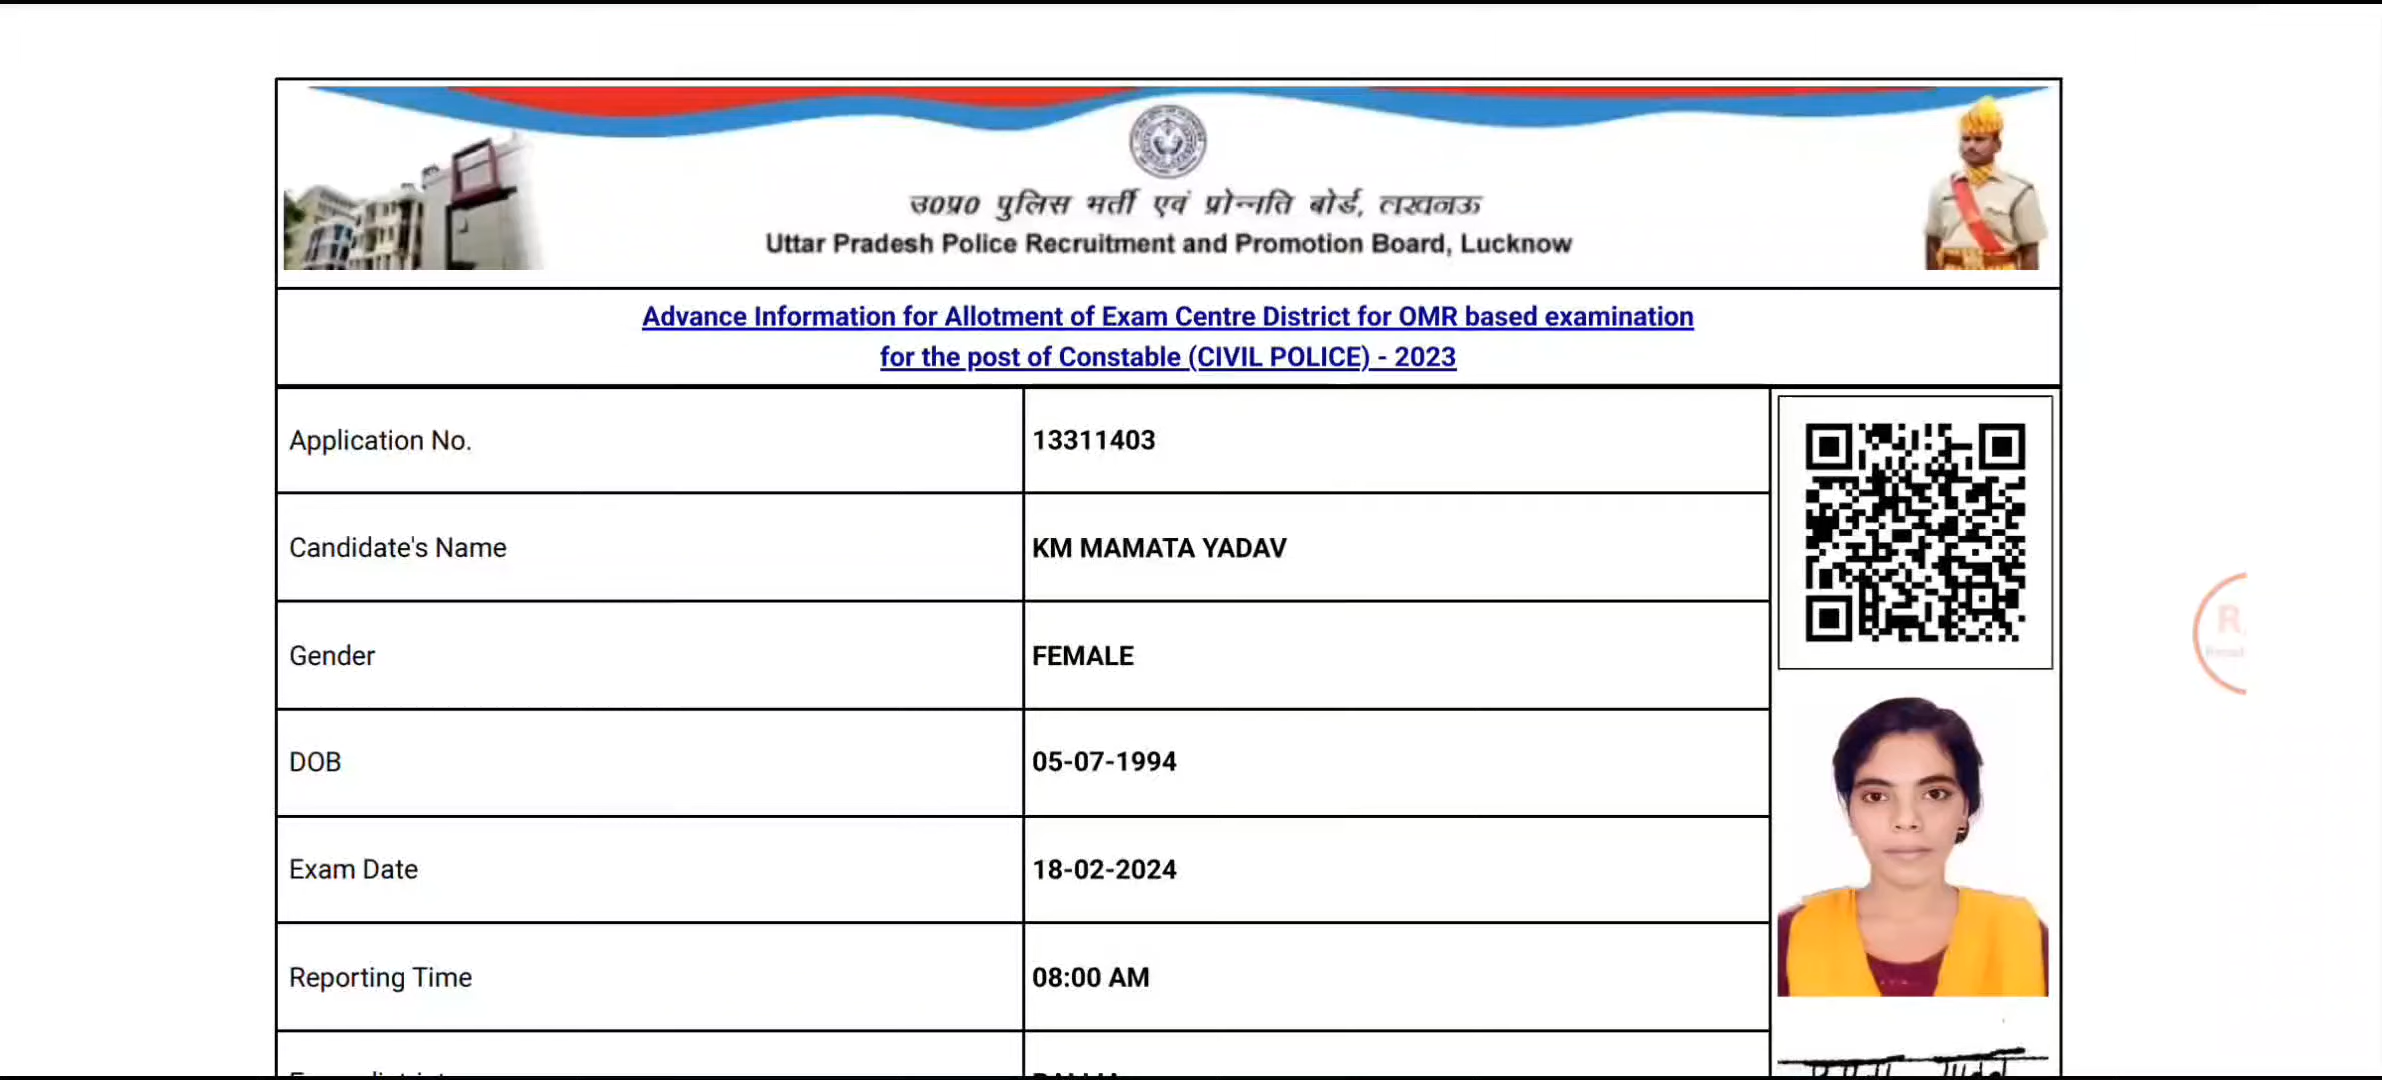 उ0प्र0 पुलिस भर्ती एवं प्रोन्नति बोर्ड, लखनऊ
Uttar Pradesh Police Recruitment and Promotion Board, Lucknow
Advance Information for Allotment of Exam Centre District for OMR based examination
for the post of Constable (CIVIL POLICE) - 2023
Application No. 13311403
Candidate's Name KM MAMATA YADAV
Gender FEMALE
DOB 05-07-1994
Exam Date 18-02-2024
Reporting Time 08:00 AM